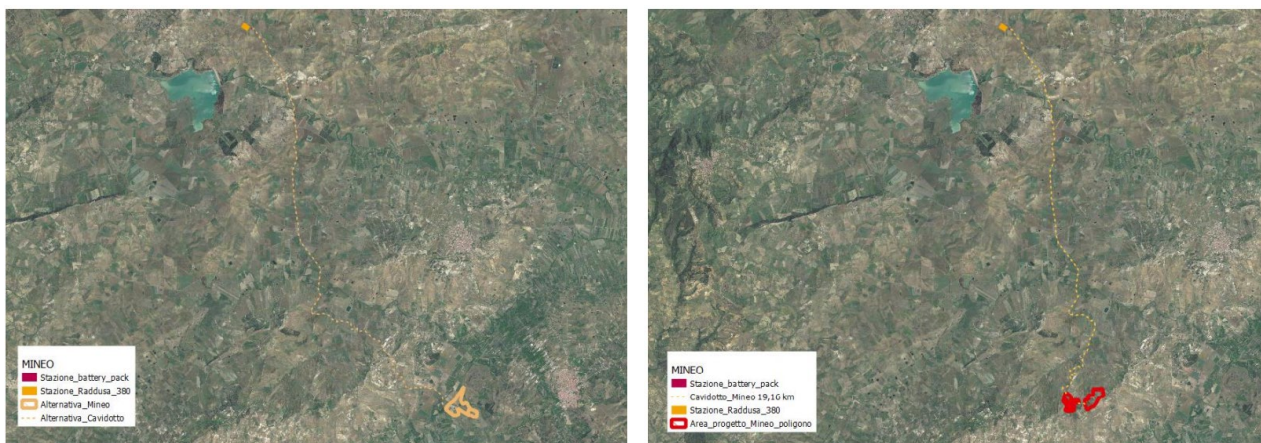 MINEO
Stazione_battery_pack
Stazione_Raddusa_380
Alternativa_Mineo
Alternativa_Cavidotto
MINEO
Stazione_battery_pack
Cavidotto_Mineo 19,16 km
Stazione_Raddusa_380
Area_progetto_Mineo_poligono